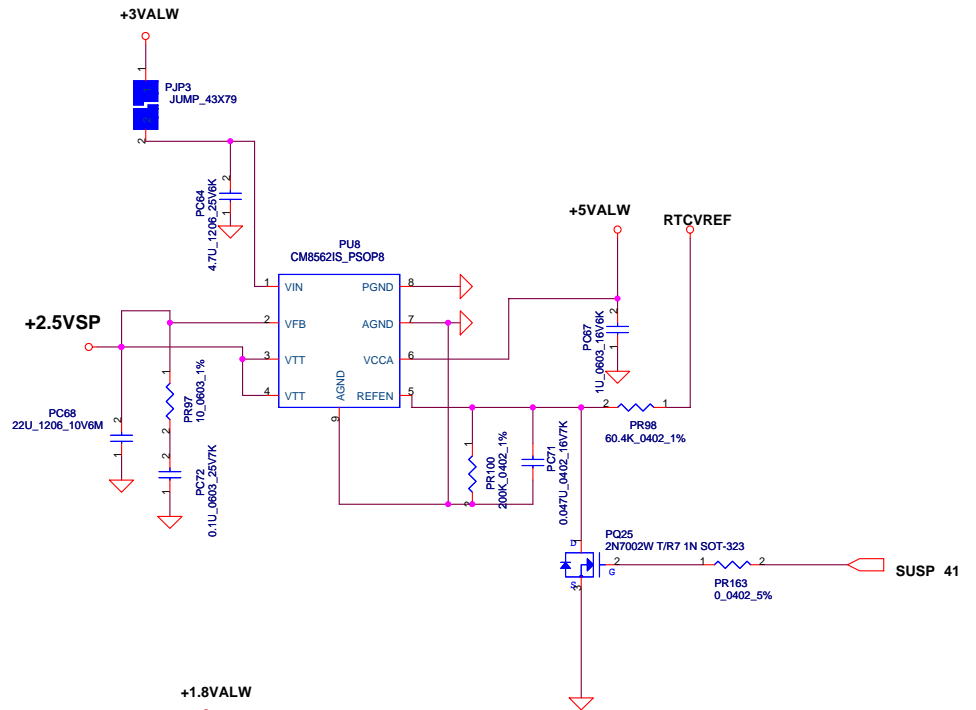 +3VALW
1
PJP3
JUMP_43X79
1
2
2
2
PC64
4.7U_1206_25V6K
1
+5VALW
RTCVREF
PU8
CM8562IS_PSOP8
1
VIN
PGND
8
+2.5VSP
2
VFB
AGND
7
2
PC67
1U_0603_16V6K
1
3
VTT
VCCA
6
4
VTT
AGND
REFEN
5
9
1
PR97
10_0603_1%
2
PC68
22U_1206_10V6M
2
1
2
PC72
0.1U_0603_25V7K
1
1
PR100
200K_0402_1%
2
PC71
0.047U_0402_16V7K
2
1
PR98
60.4K_0402_1%
PQ25
2N7002W T/R7 1N SOT-323
D
1
G
2
S
3
1
2
PR163
0_0402_5%
SUSP 41
+1.8VALW